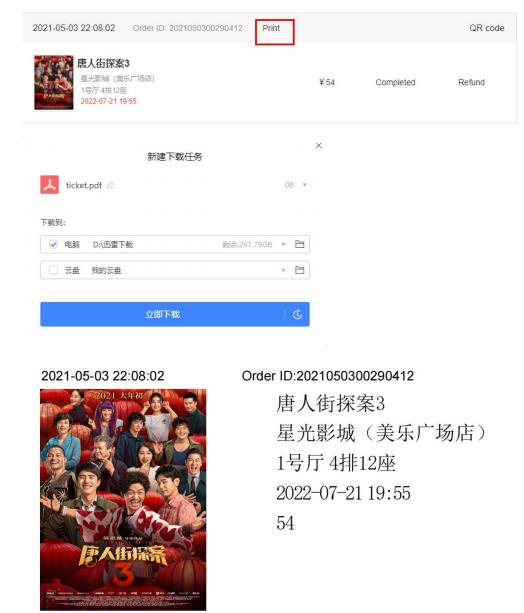 2021-05-03 22:08:02 Order ID: 2021050300290412 Print QR code
唐人街探案3
星光影城（美乐广场店）
1号厅 4排12座
2022-07-21 19:55
¥ 54 Completed Refund
新建下载任务
ticket.pdf 0B
下载到:
电脑 D:\迅雷下载 剩余:261.79GB
云盘 我的云盘
立即下载
2021-05-03 22:08:02 Order ID:2021050300290412
唐人街探案3
星光影城（美乐广场店）
1号厅 4排12座
2022-07-21 19:55
54
2021 大年初一
唐人街探案
3